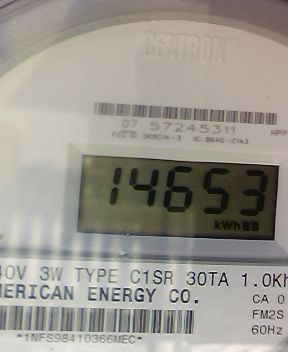 CENTRON®
07 57245311
14653
kWh
40V 3W TYPE C1SR 30TA 1.0Kh
MERICAN ENERGY CO.
CA 0
FM2S
60Hz
*1NFS98410366MEC*